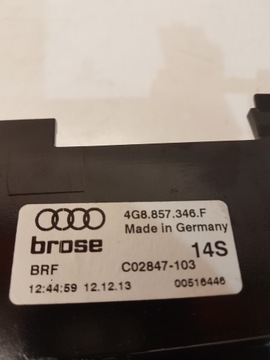 4G8.857.346.F
Made in Germany
brose
14S
BRF C02847-103
12:44:59 12.12.13 00516446